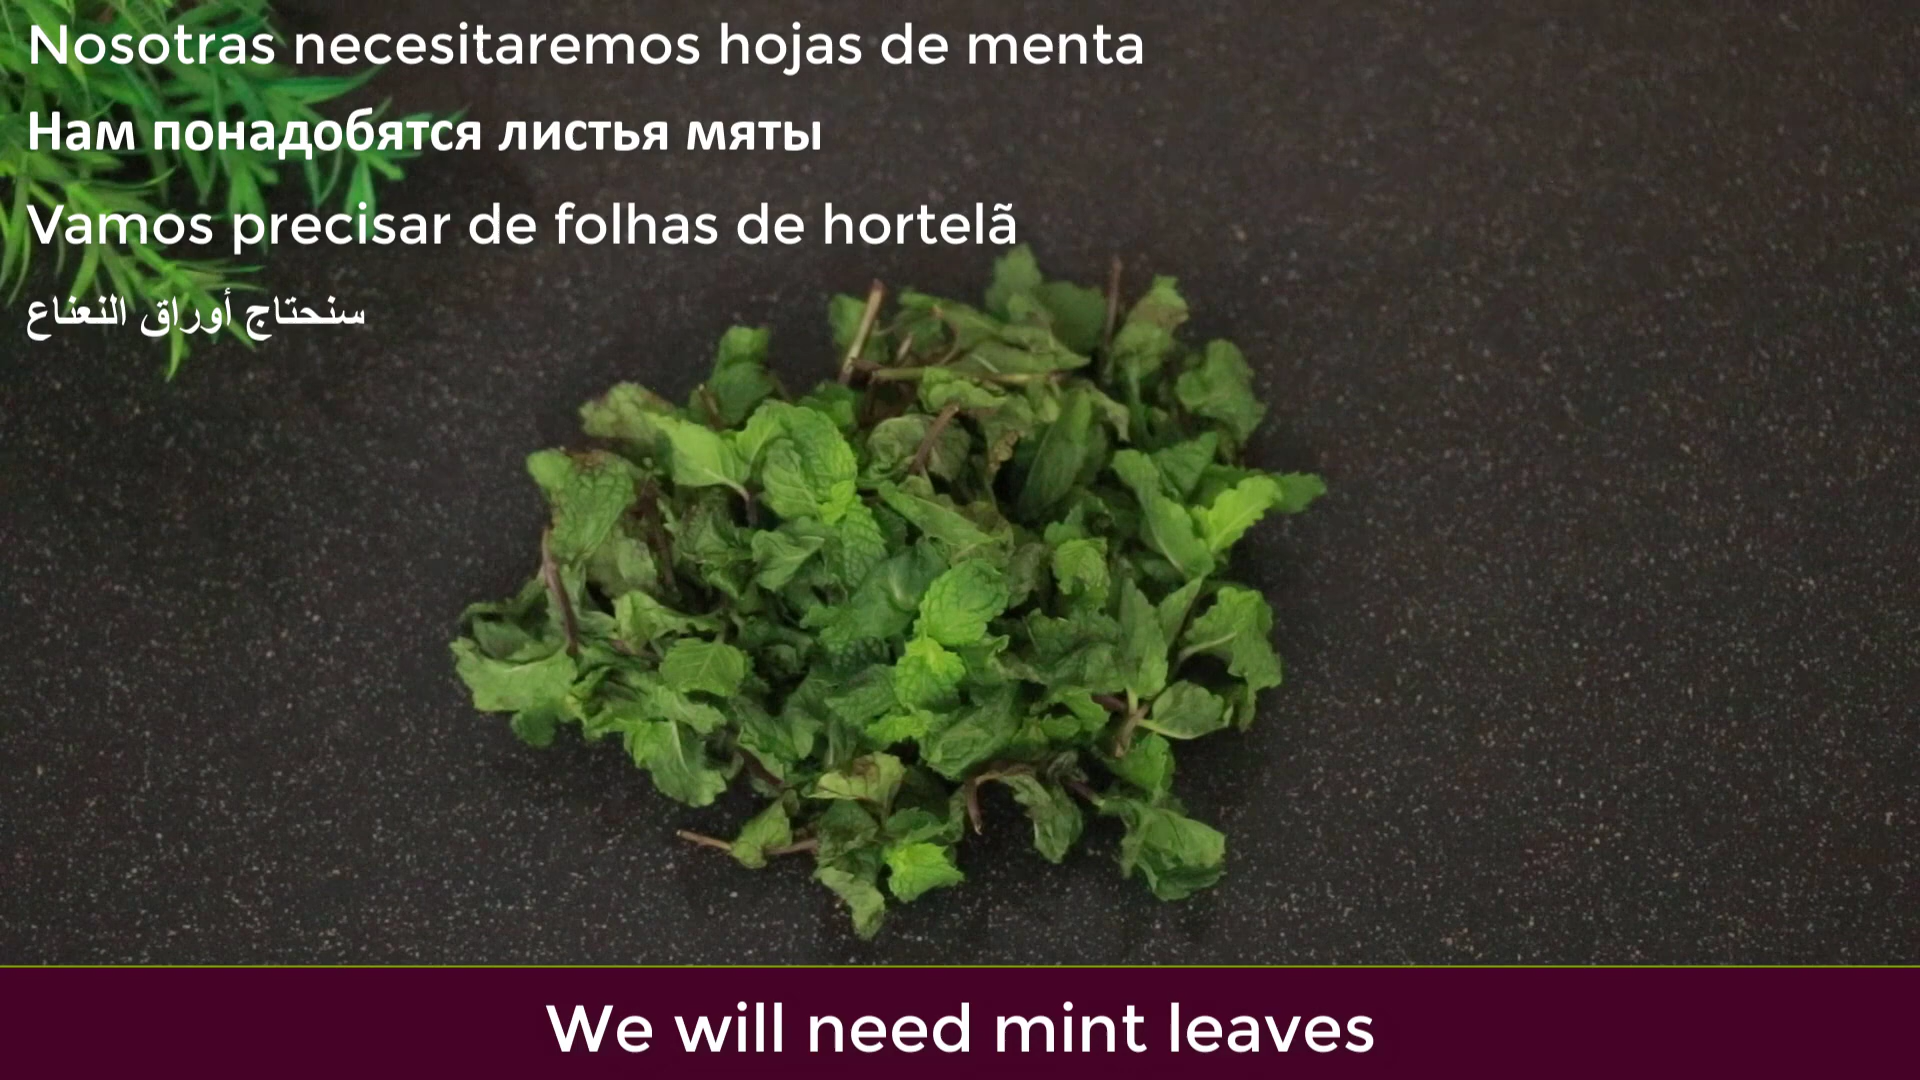 Nosotras necesitaremos hojas de menta
Нам понадобятся листья мяты
Vamos precisar de folhas de hortelã
سنحتاج أوراق النعناع
We will need mint leaves